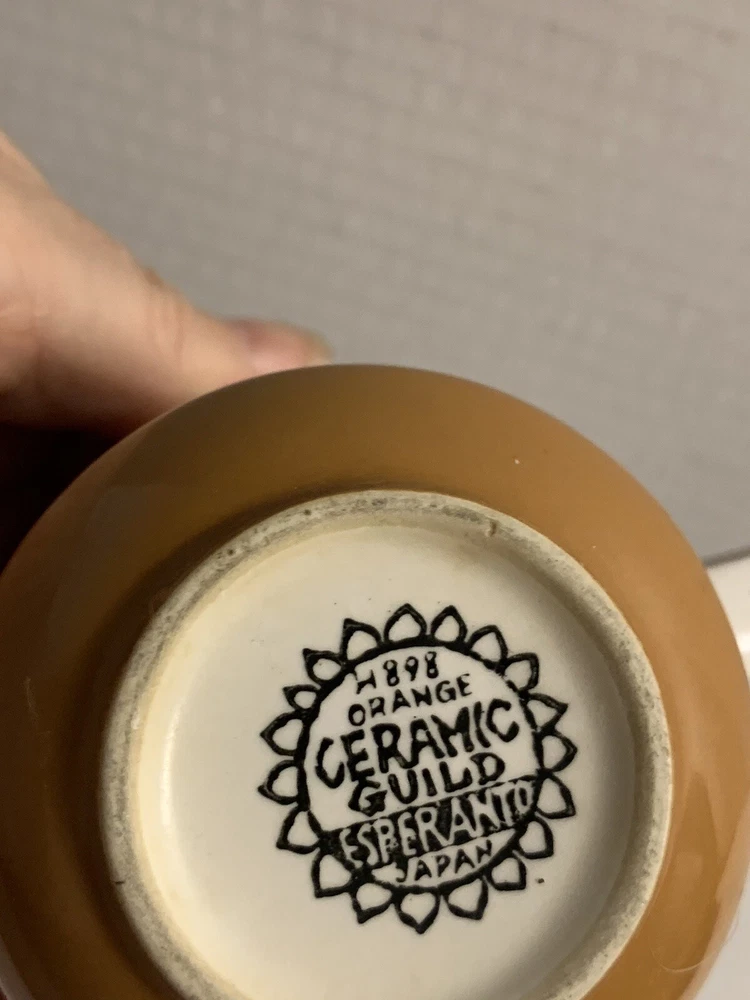 H898
ORANGE
CERAMIC
GUILD
ESPERANTO
JAPAN